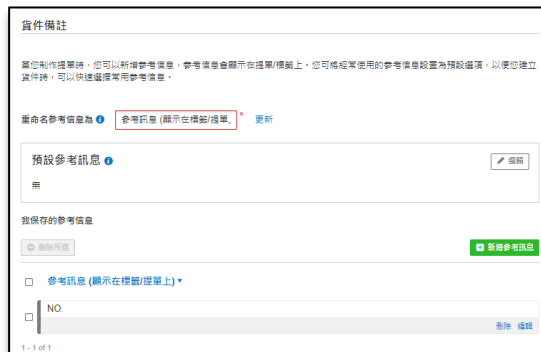 貨件備註
當您制作提單時，您可以新增參考信息，參考信息會顯示在提單/標籤上。您可將經常使用的參考信息設置為預設選項，以便您建立
貨件時，可以快速選擇常用參考信息。
重命名參考信息為 參考訊息 (顯示在標籤/提單. * 更新
預設參考訊息 編輯
無
我保存的參考信息
刪除所選 新增參考訊息
參考訊息 (顯示在標籤/提單上)
NO.
刪除 編輯
1 - 1 of 1